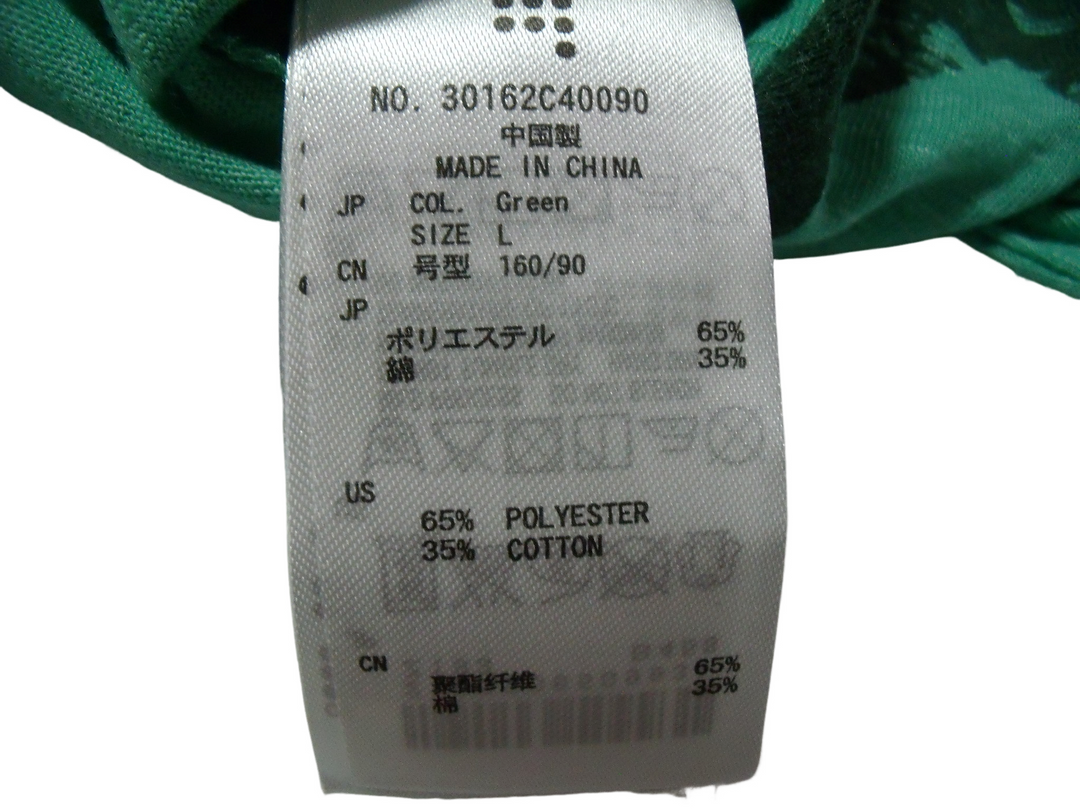 NO. 30162C40090
中国製
MADE IN CHINA
JP COL. Green
SIZE L
CN 号型 160/90
JP
ポリエステル 65%
綿 35%
US
65% POLYESTER
35% COTTON
CN
聚酯纤维 65%
棉 35%